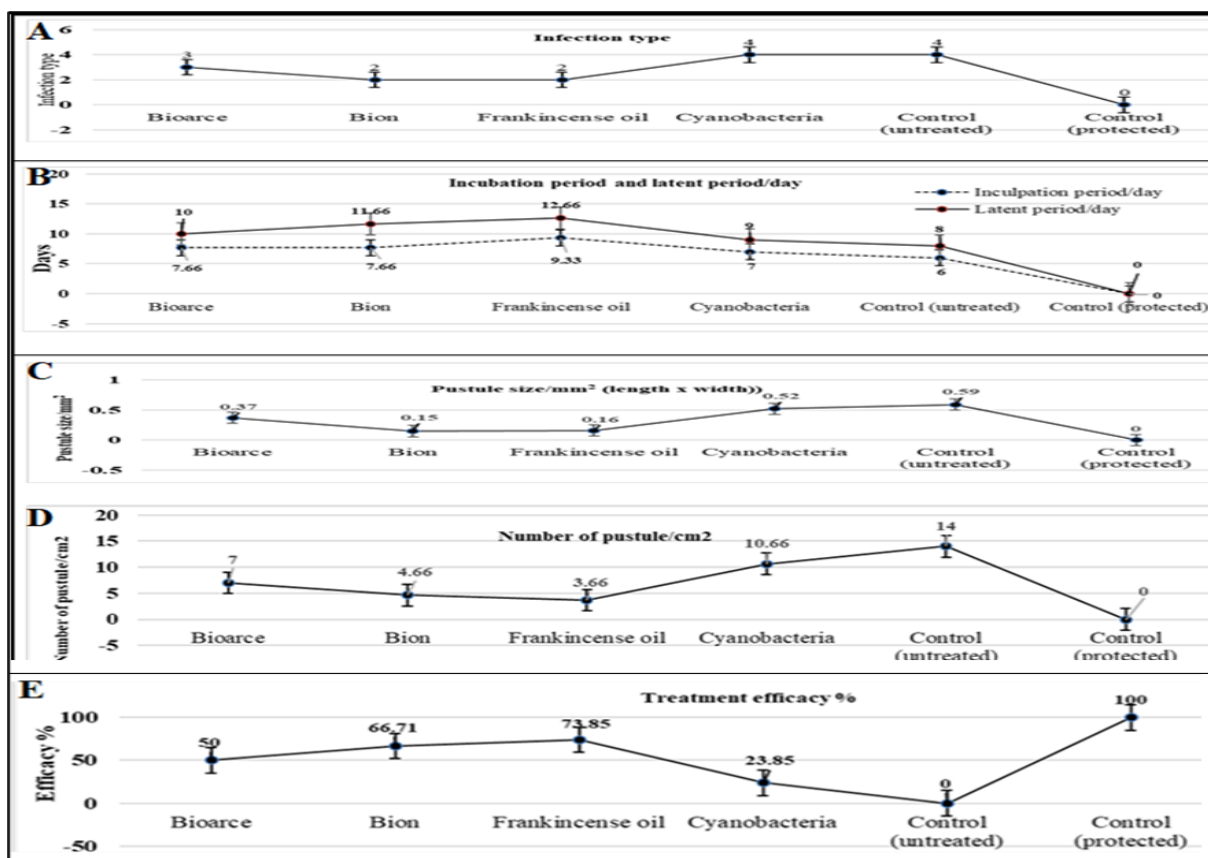 A
Infection type
Infection type
6
4
2
0
-2
3
2
2
4
4
0
Bioarce
Bion
Frankincense oil
Cyanobacteria
Control
(untreated)
Control
(protected)
B
Incubation period and latent period/day
Inculpation period/day
Latent period/day
Days
20
15
10
5
0
-5
10
11.66
12.66
9
8
0
7.66
7.66
9.33
7
6
0
Bioarce
Bion
Frankincense oil
Cyanobacteria
Control (untreated)
Control (protected)
C
Pustule size/mm² (length x width))
Pustule size/mm²
1
0.5
0
-0.5
0.37
0.15
0.16
0.52
0.59
0
Bioarce
Bion
Frankincense oil
Cyanobacteria
Control
(untreated)
Control
(protected)
D
Number of pustule/cm2
Number of pustule/cm2
20
15
10
5
0
-5
7
4.66
3.66
10.66
14
0
Bioarce
Bion
Frankincense oil
Cyanobacteria
Control
(untreated)
Control
(protected)
E
Treatment efficacy %
Efficacy %
100
50
0
-50
50
66.71
73.85
23.85
0
100
Bioarce
Bion
Frankincense oil
Cyanobacteria
Control
(untreated)
Control
(protected)